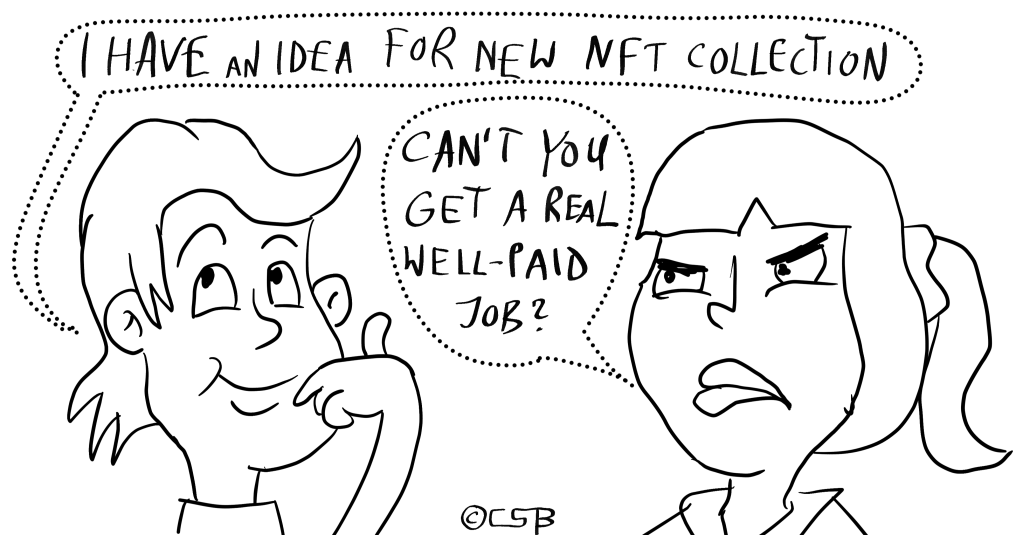 I HAVE AN IDEA FOR NEW NFT COLLECTION
CAN'T YOU
GET A REAL
WELL-PAID
JOB?
©CSB